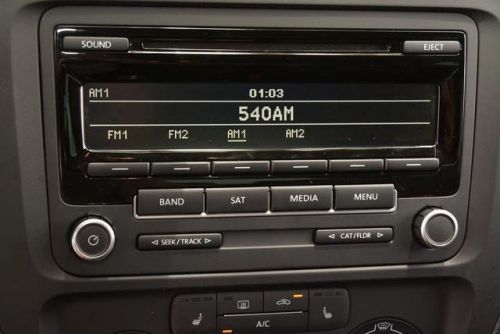 SOUND
EJECT
AM1 01:03
540AM
FM1 FM2 AM1 AM2
BAND SAT MEDIA MENU
SEEK/TRACK CAT/FLDR
A/C